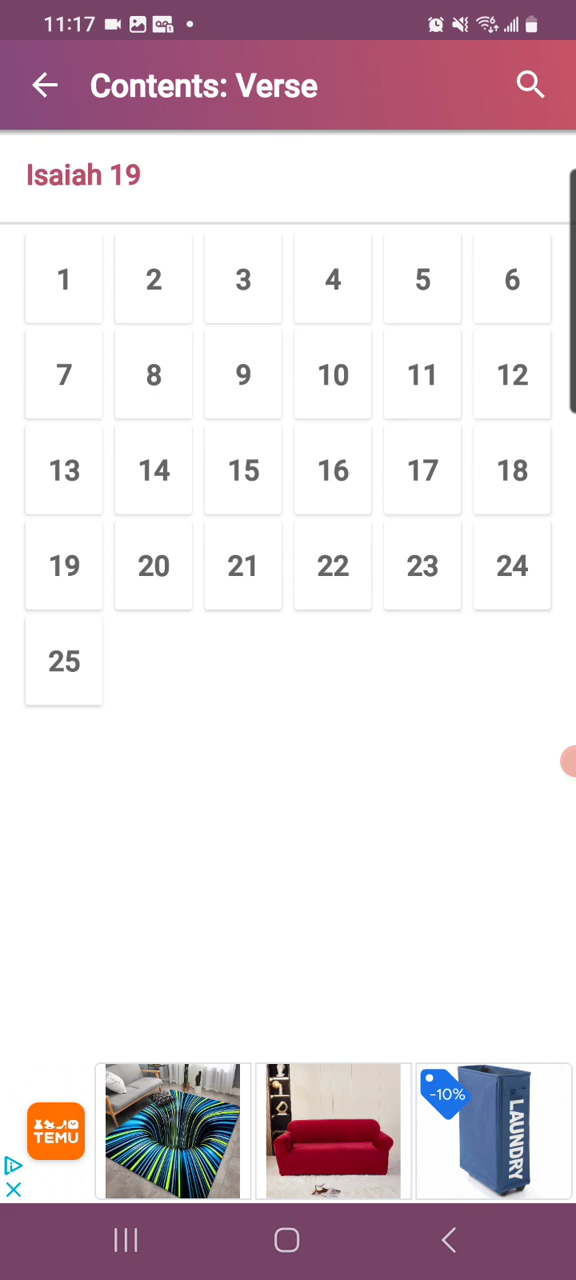 11:17
Contents: Verse
Isaiah 19
1 2 3 4 5 6
7 8 9 10 11 12
13 14 15 16 17 18
19 20 21 22 23 24
25
TEMU
-10%
LAUNDRY